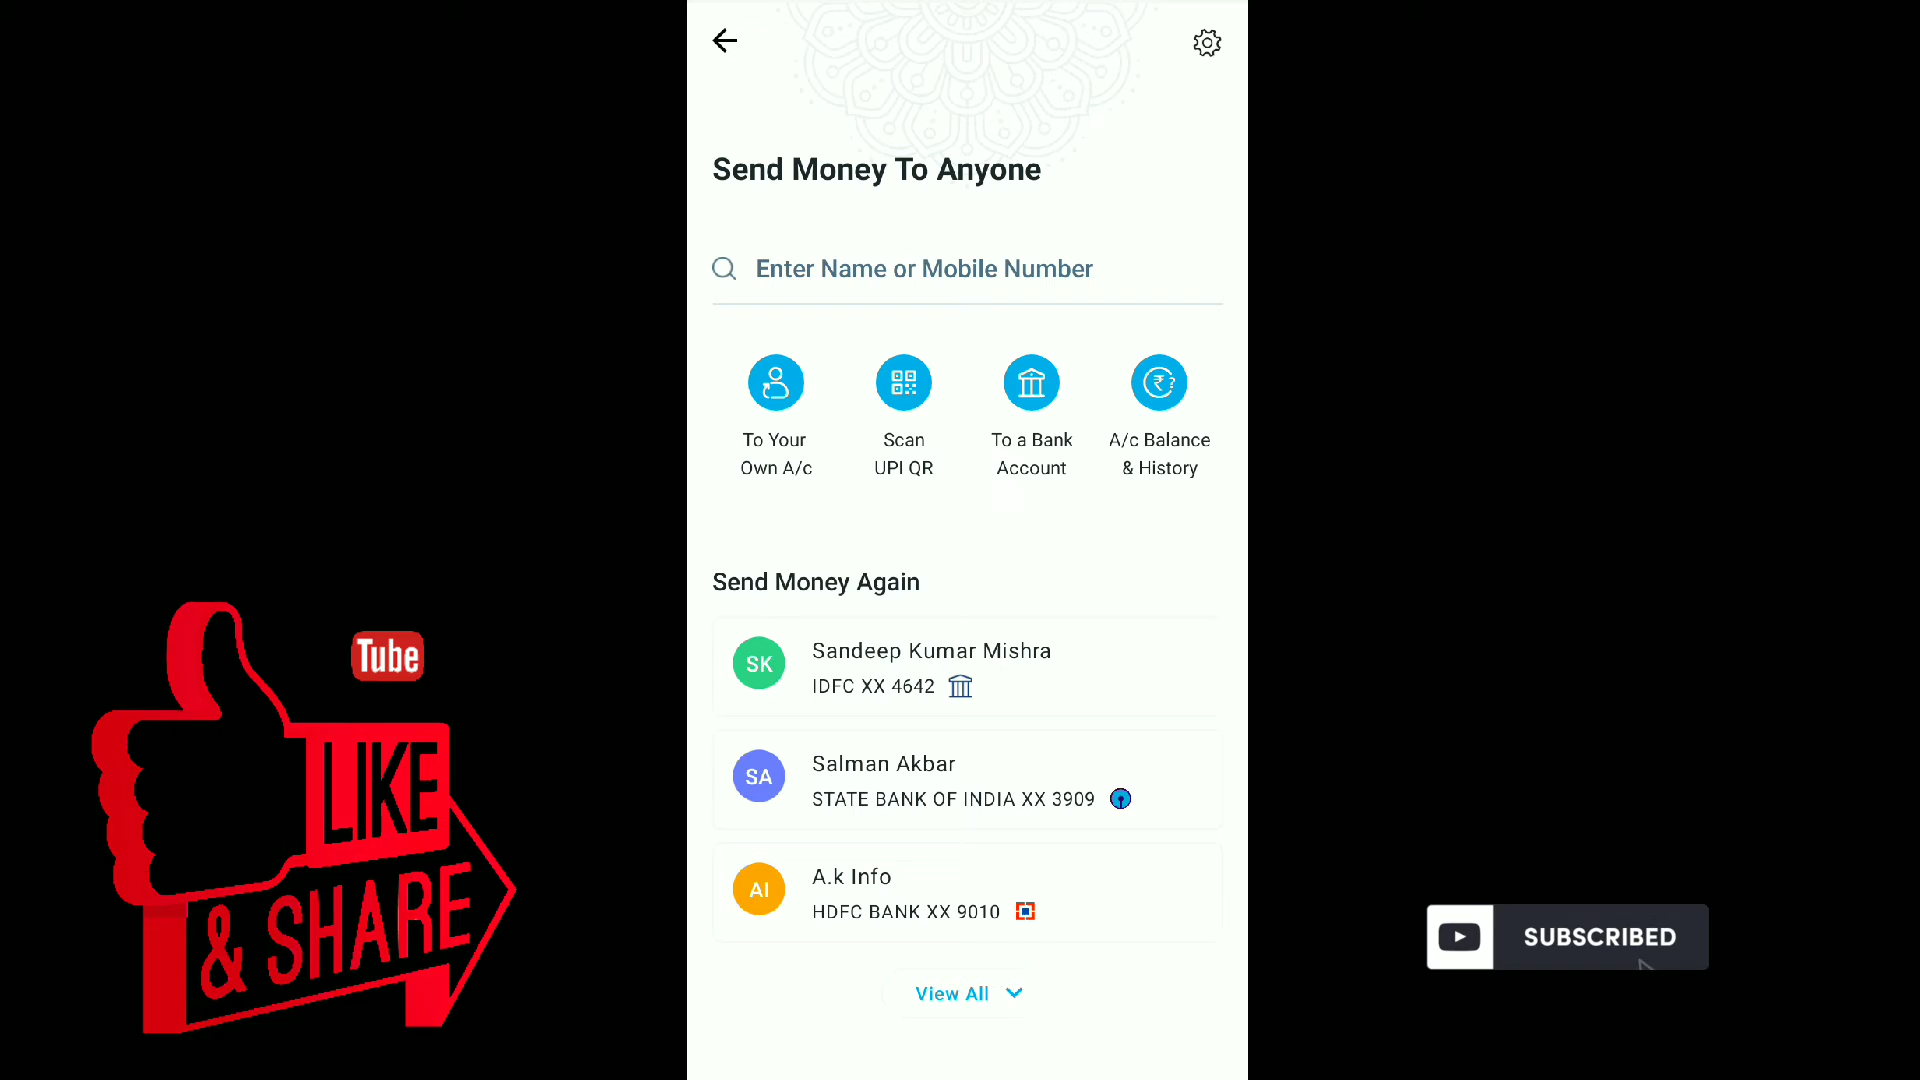 Send Money To Anyone
Enter Name or Mobile Number
To Your
Own A/c
Scan
UPI QR
To a Bank
Account
A/c Balance
& History
Send Money Again
SK
Sandeep Kumar Mishra
IDFC XX 4642
SA
Salman Akbar
STATE BANK OF INDIA XX 3909
AI
A.k Info
HDFC BANK XX 9010
View All
Tube
LIKE
& SHARE
SUBSCRIBED